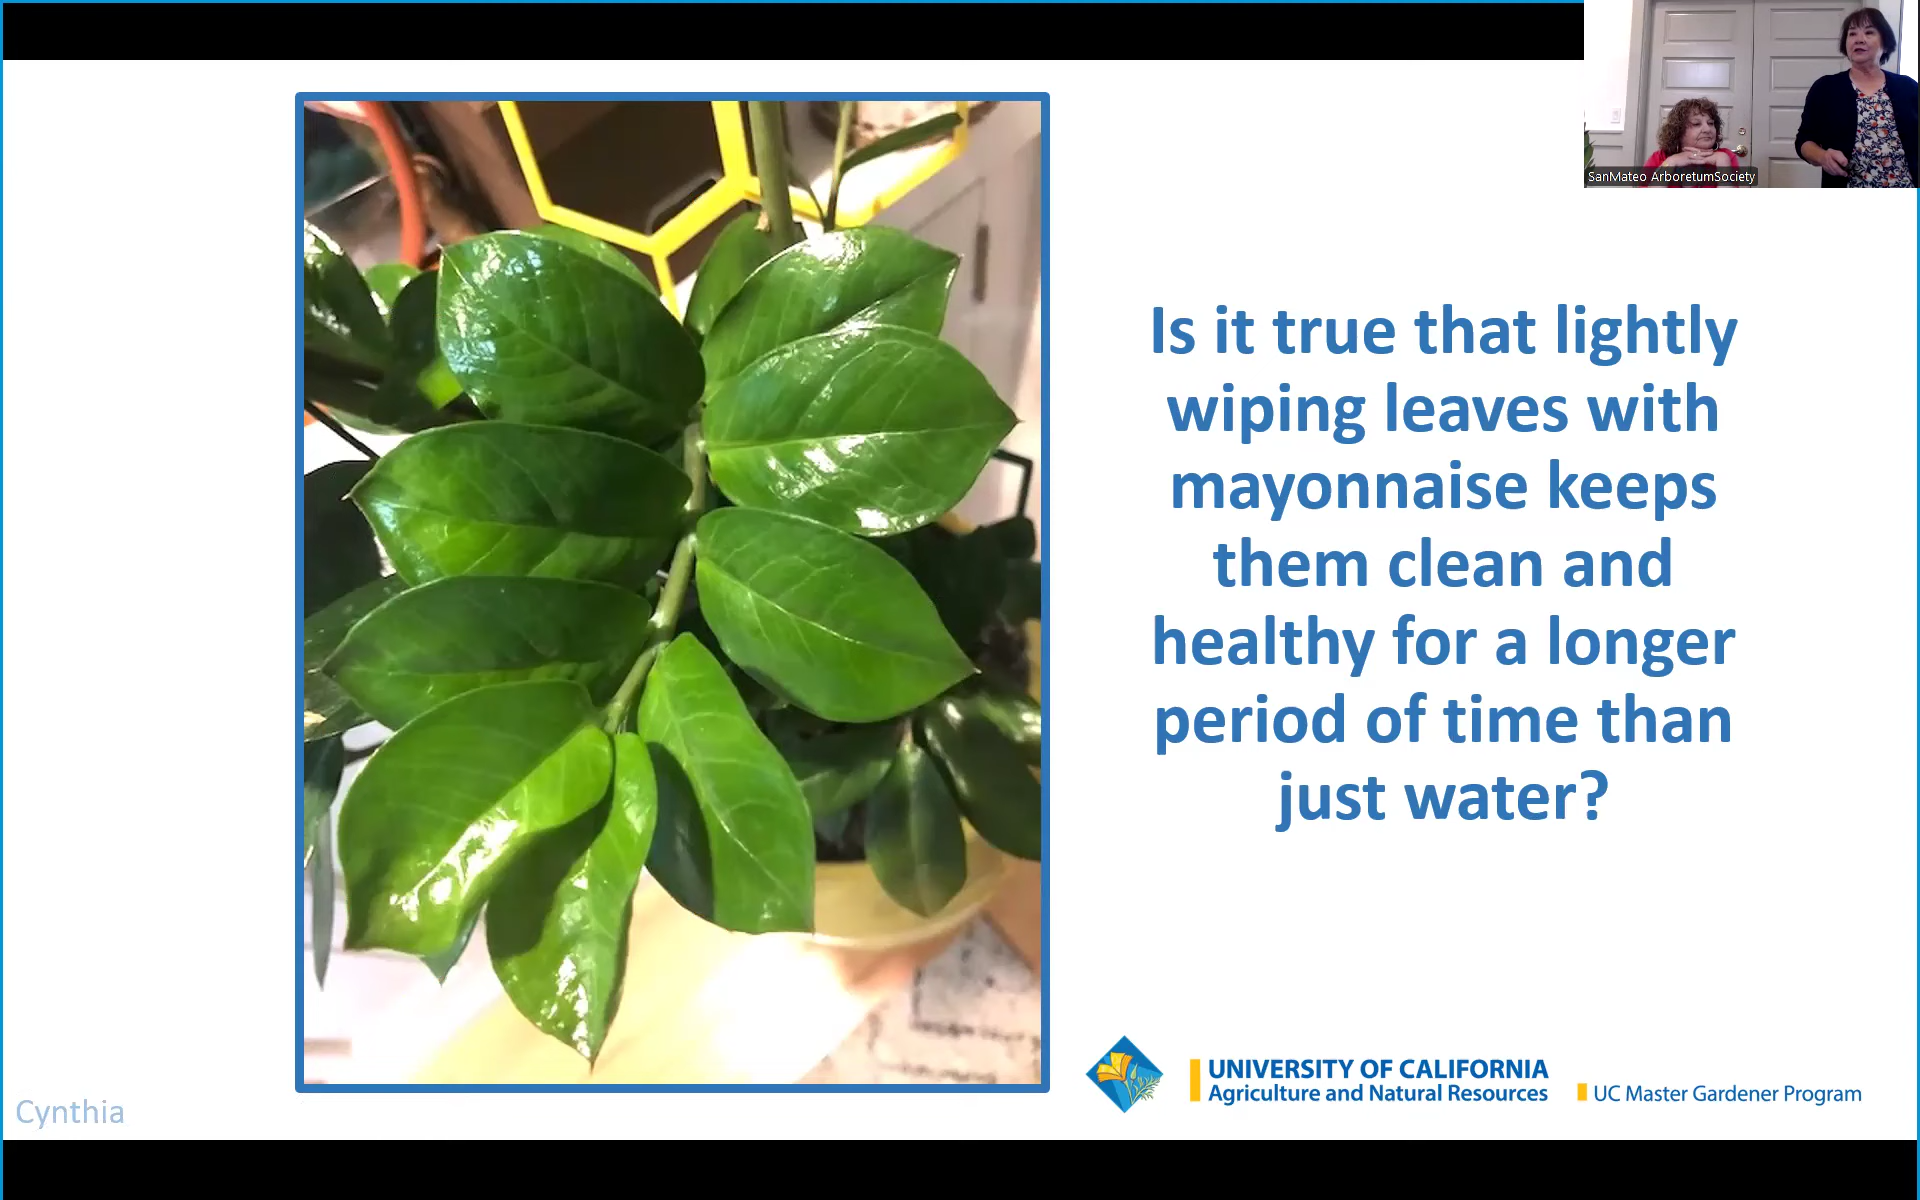 SanMateo ArboretumSociety
Is it true that lightly
wiping leaves with
mayonnaise keeps
them clean and
healthy for a longer
period of time than
just water?
UNIVERSITY OF CALIFORNIA
Agriculture and Natural Resources
UC Master Gardener Program
Cynthia